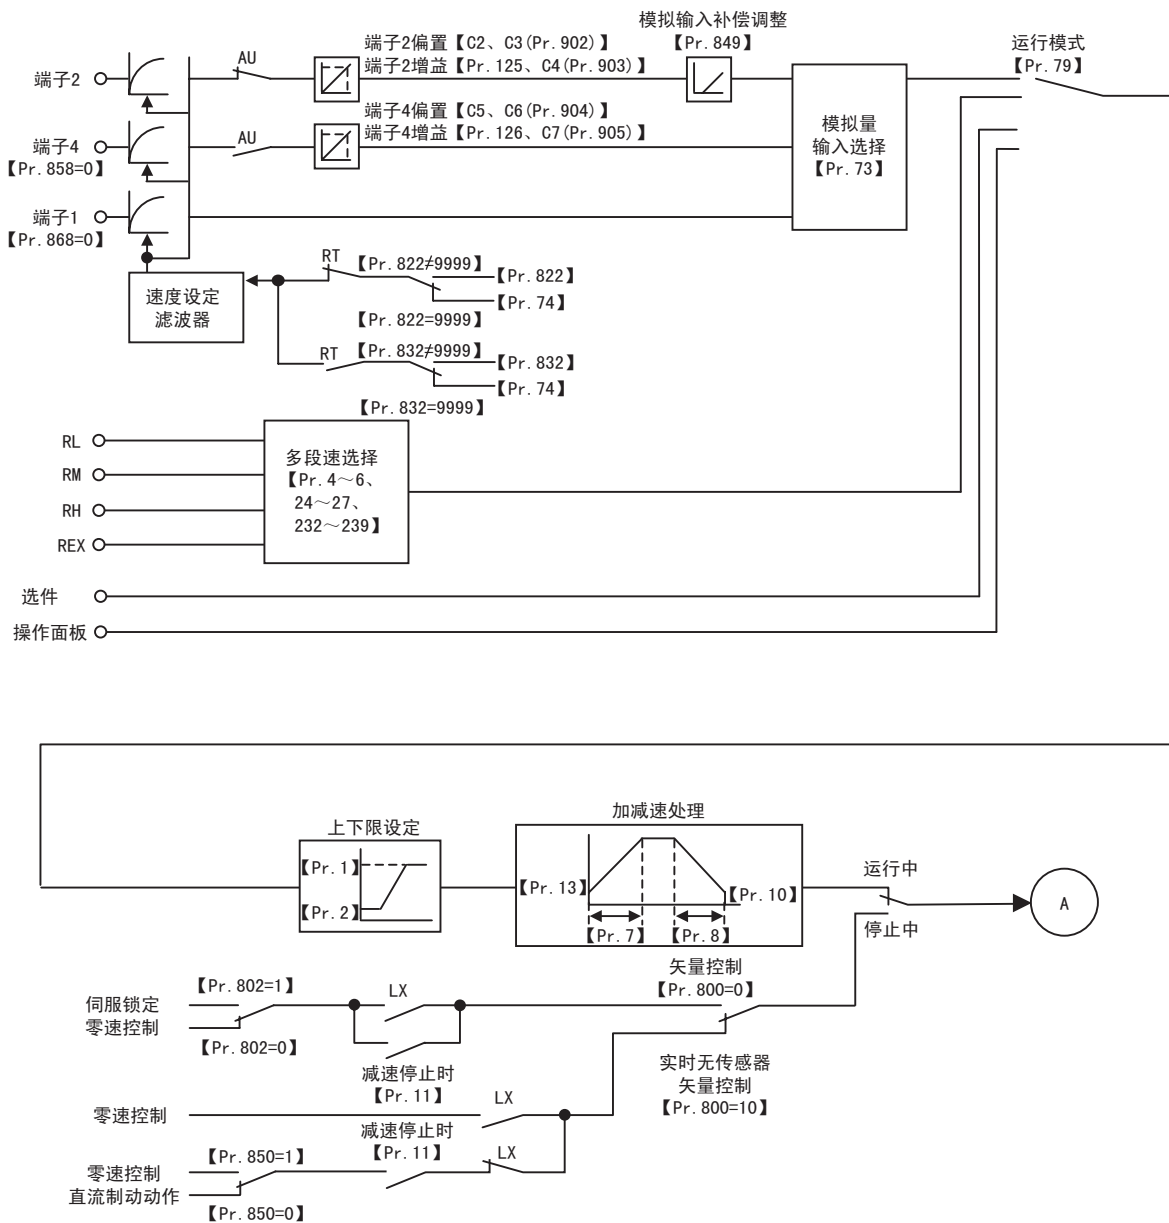 模拟输入补偿调整
【Pr.849】
端子2偏置【C2、C3(Pr.902)】
端子2增益【Pr.125、C4(Pr.903)】
运行模式
【Pr.79】
端子2
AU
端子4偏置【C5、C6(Pr.904)】
端子4增益【Pr.126、C7(Pr.905)】
端子4
【Pr.858=0】
AU
模拟量
输入选择
【Pr.73】
端子1
【Pr.868=0】
速度设定
滤波器
RT
【Pr.822≠9999】
【Pr.822】
【Pr.74】
【Pr.822=9999】
RT
【Pr.832≠9999】
【Pr.832】
【Pr.74】
【Pr.832=9999】
RL
RM
RH
REX
多段速选择
【Pr.4～6、
24～27、
232～239】
选件
操作面板
上下限设定
【Pr.1】
【Pr.2】
加减速处理
【Pr.13】
【Pr.10】
【Pr.7】
【Pr.8】
运行中
停止中
A
伺服锁定
零速控制
【Pr.802=1】
【Pr.802=0】
LX
减速停止时
【Pr.11】
矢量控制
【Pr.800=0】
实时无传感器
矢量控制
【Pr.800=10】
零速控制
LX
减速停止时
【Pr.11】
零速控制
直流制动动作
【Pr.850=1】
【Pr.850=0】
LX